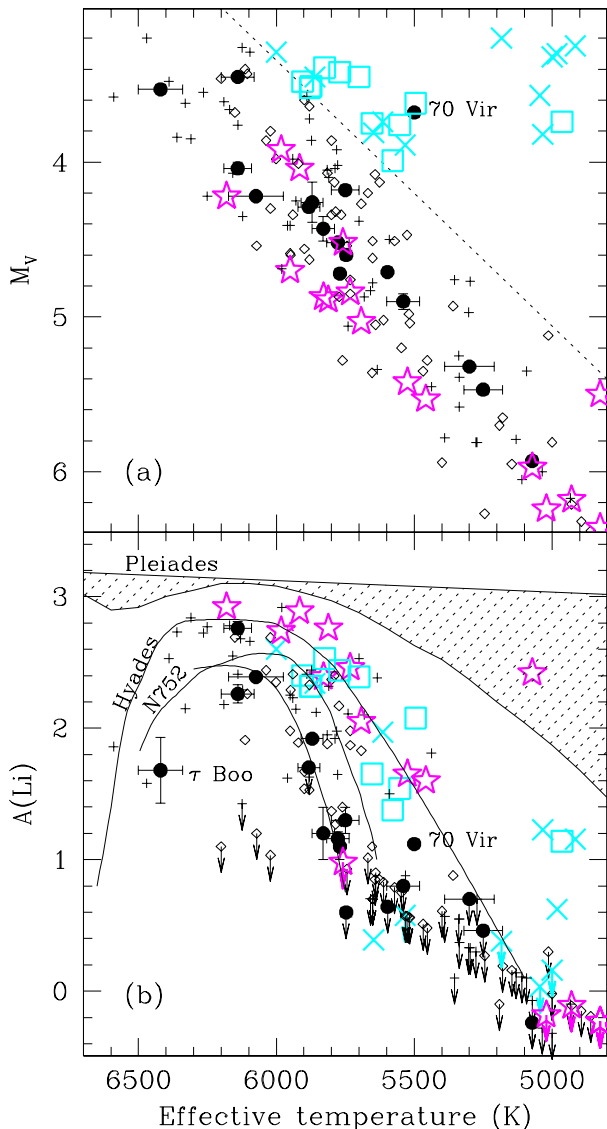 4
5
6
M_V
70 Vir
(a)
Pleiades
Hyades
N752
τ Boo
70 Vir
(b)
3
2
1
0
A(Li)
6500 6000 5500 5000
Effective temperature (K)